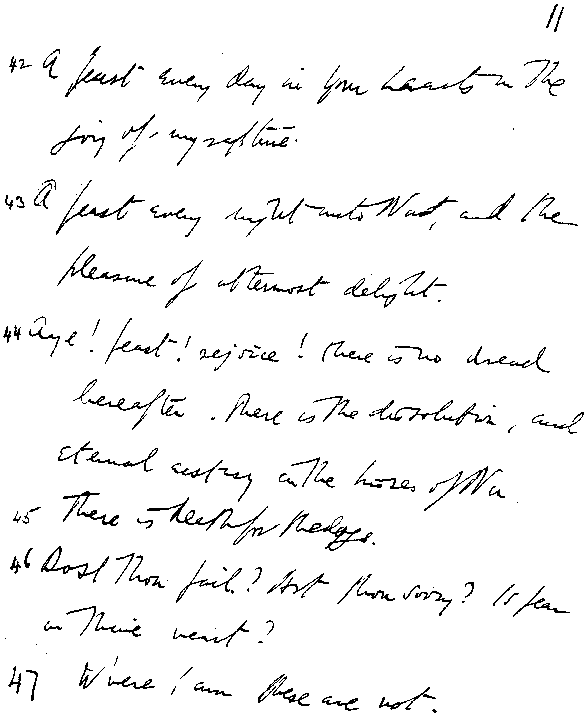 11
42 A feast every day in your hearts in the
joy of my rapture.
43 A feast every night unto Nu, and the
pleasure of uttermost delight.
44 Aye! feast! rejoice! there is no dread
hereafter. There is the dissolution, and
eternal ecstasy in the kisses of Nu
45 There is death for the dogs.
46 Dost thou fail? Art thou sorry? Is fear
in thine heart?
47 Where I am these are not.